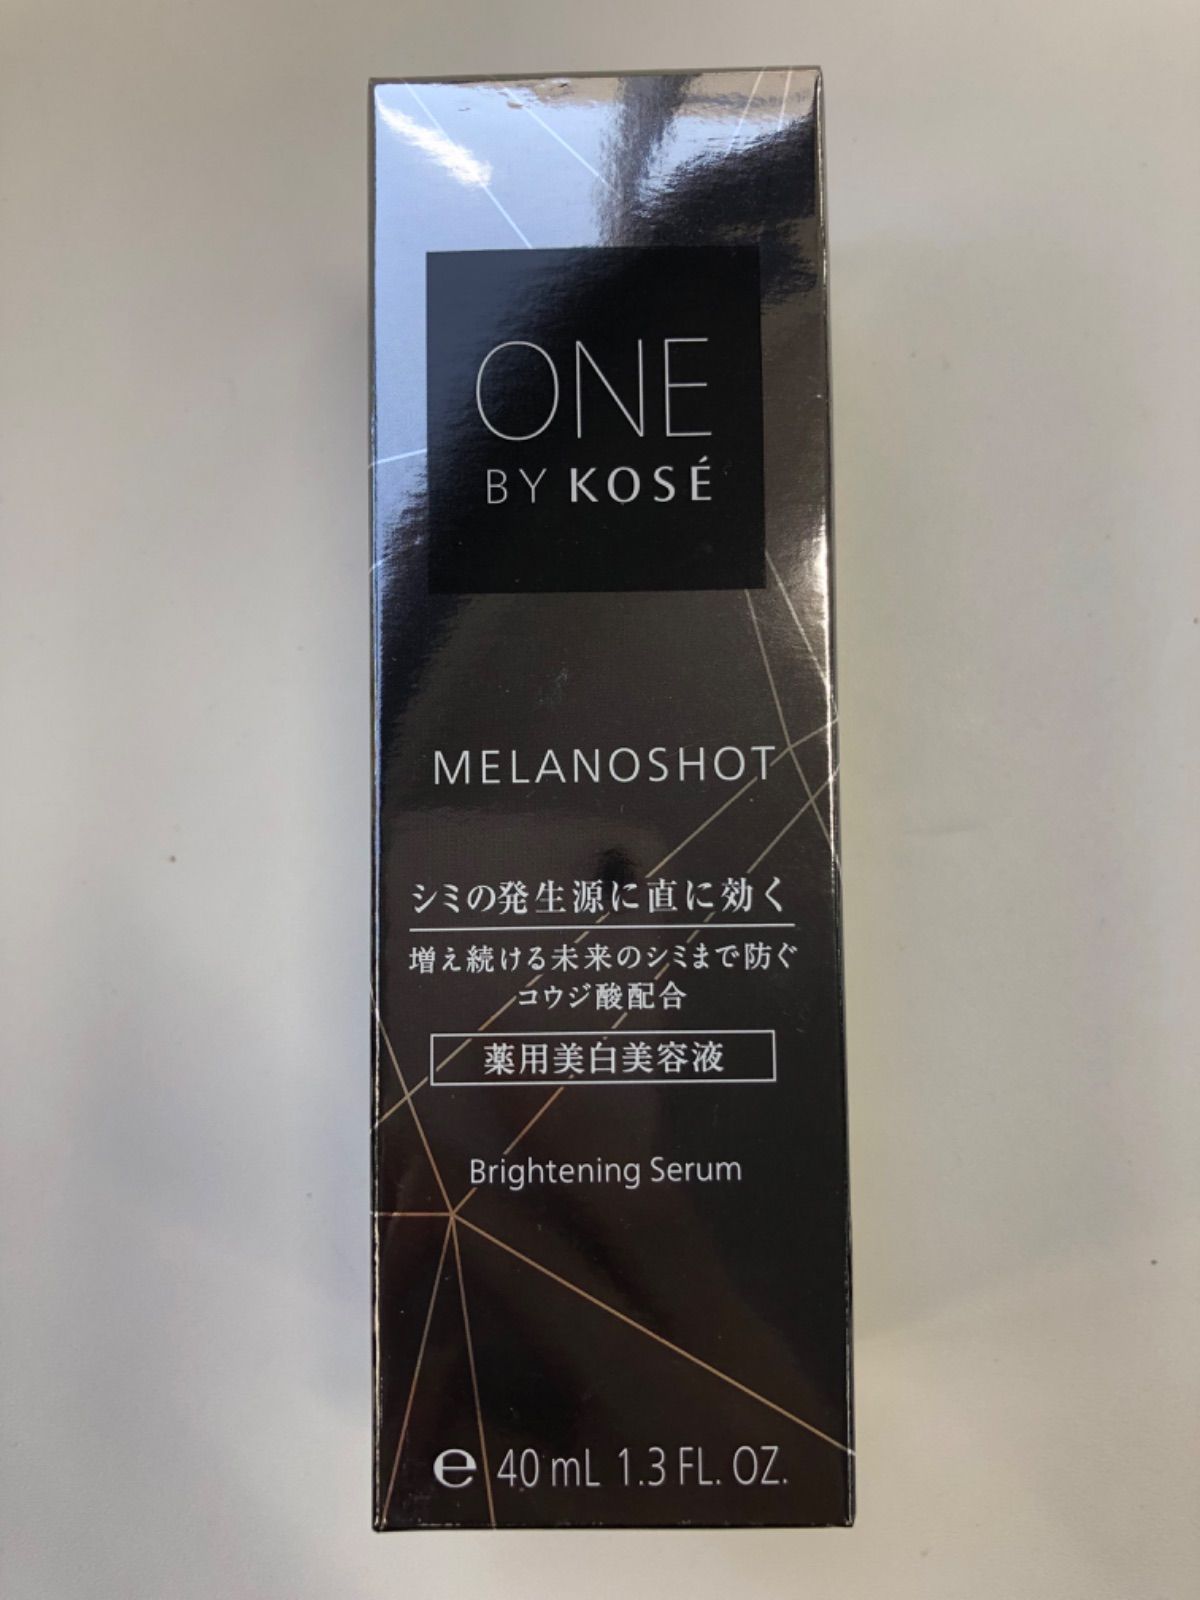 ONE
BY KOSÉ
MELANOSHOT
シミの発生源に直に効く
増え続ける未来のシミまで防ぐ
コウジ酸配合
薬用美白美容液
Brightening Serum
℮ 40 mL 1.3 FL. OZ.